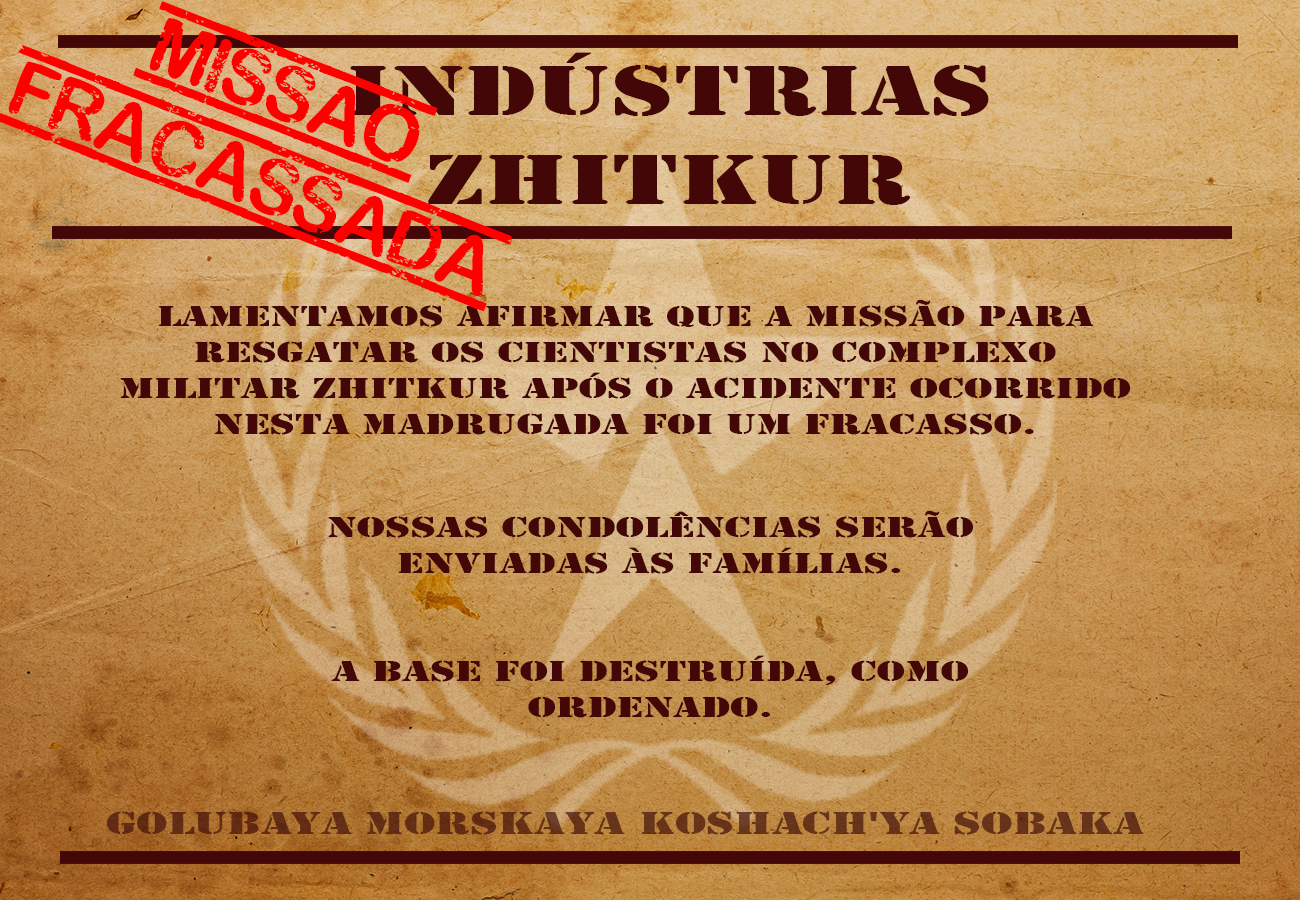 MISSAO
FRACASSADA
INDÚSTRIAS
ZHITKUR
LAMENTAMOS AFIRMAR QUE A MISSÃO PARA
RESGATAR OS CIENTISTAS NO COMPLEXO
MILITAR ZHITKUR APÓS O ACIDENTE OCORRIDO
NESTA MADRUGADA FOI UM FRACASSO.
NOSSAS CONDOLÊNCIAS SERÃO
ENVIADAS ÀS FAMÍLIAS.
A BASE FOI DESTRUÍDA, COMO
ORDENADO.
GOLUBAYA MORSKAYA KOSHACH'YA SOBAKA